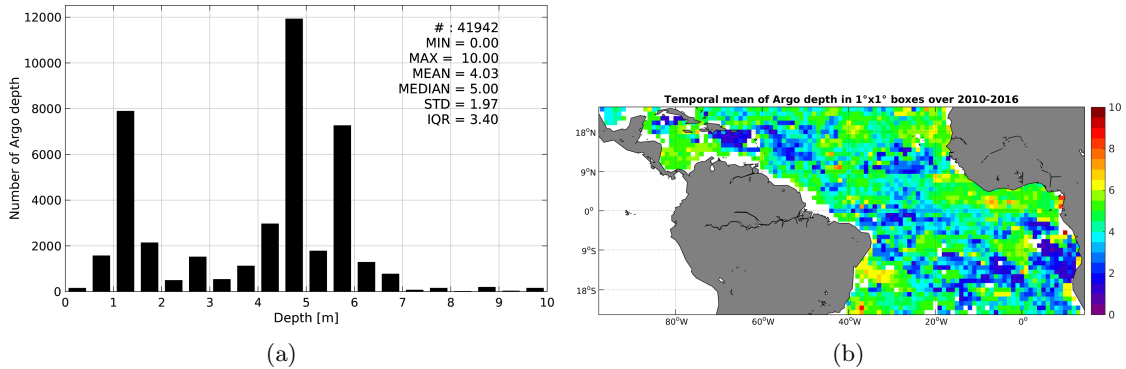 12000
10000
8000
6000
4000
2000
0
Number of Argo depth
# : 41942
MIN = 0.00
MAX = 10.00
MEAN = 4.03
MEDIAN = 5.00
STD = 1.97
IQR = 3.40
0 1 2 3 4 5 6 7 8 9 10
Depth [m]
(a)
Temporal mean of Argo depth in 1°x1° boxes over 2010-2016
18°N
9°N
0°
9°S
18°S
80°W 60°W 40°W 20°W 0°
10
8
6
4
2
0
(b)